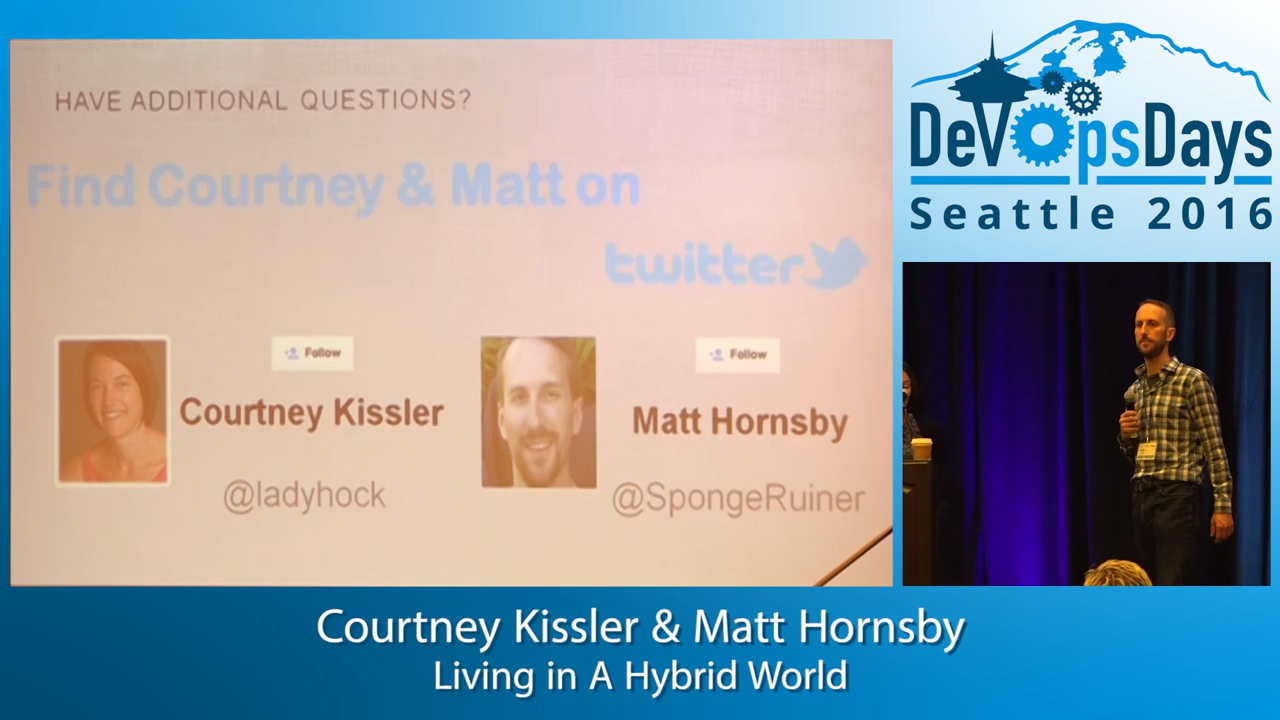 HAVE ADDITIONAL QUESTIONS?
Find Courtney & Matt on
twitter
Follow
Follow
Courtney Kissler
Matt Hornsby
@ladyhock
@SpongeRuiner
DevOpsDays
Seattle 2016
Courtney Kissler & Matt Hornsby
Living in A Hybrid World